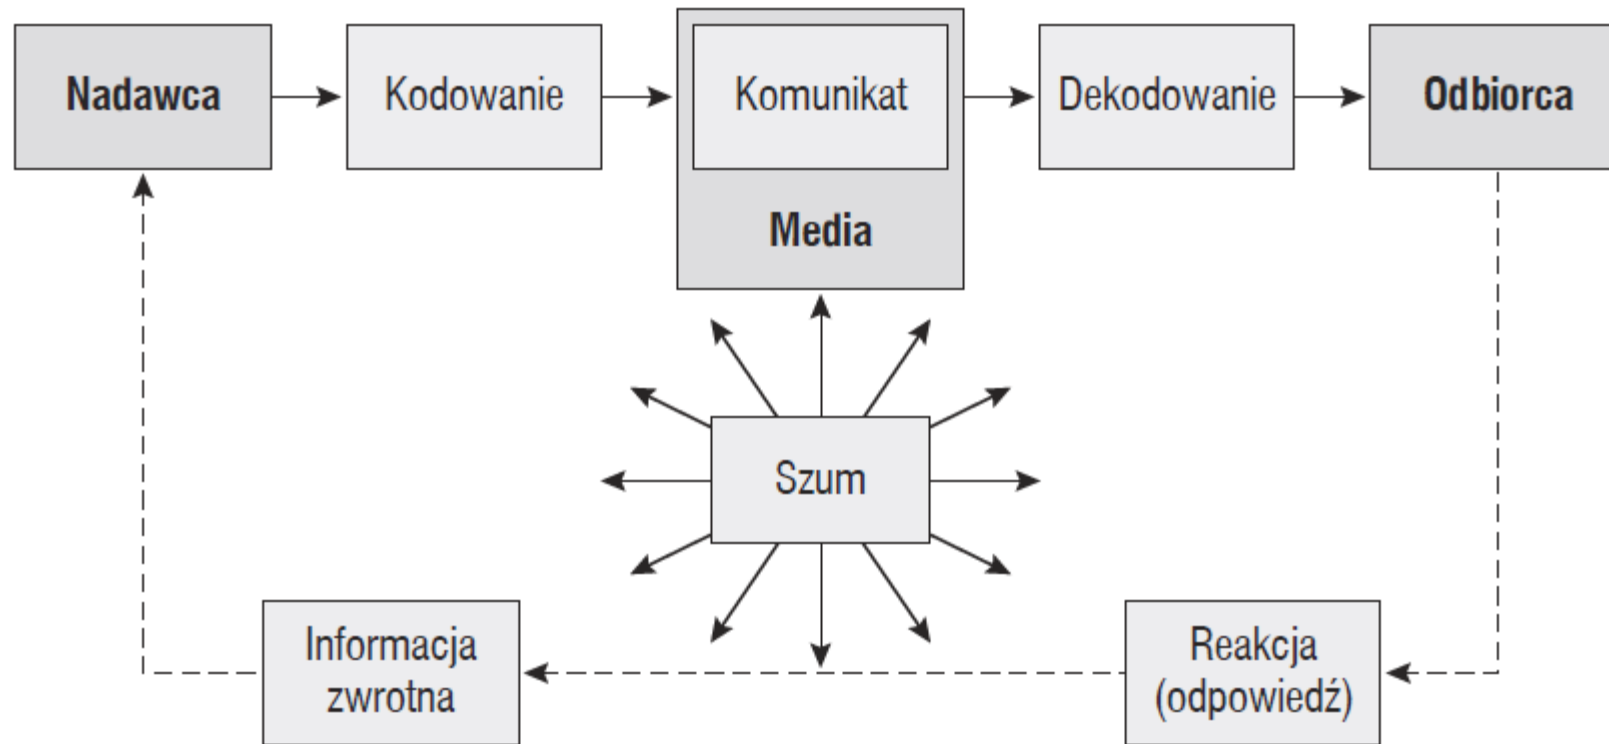 Nadawca
Kodowanie
Komunikat
Media
Dekodowanie
Odbiorca
Szum
Informacja
zwrotna
Reakcja
(odpowiedź)